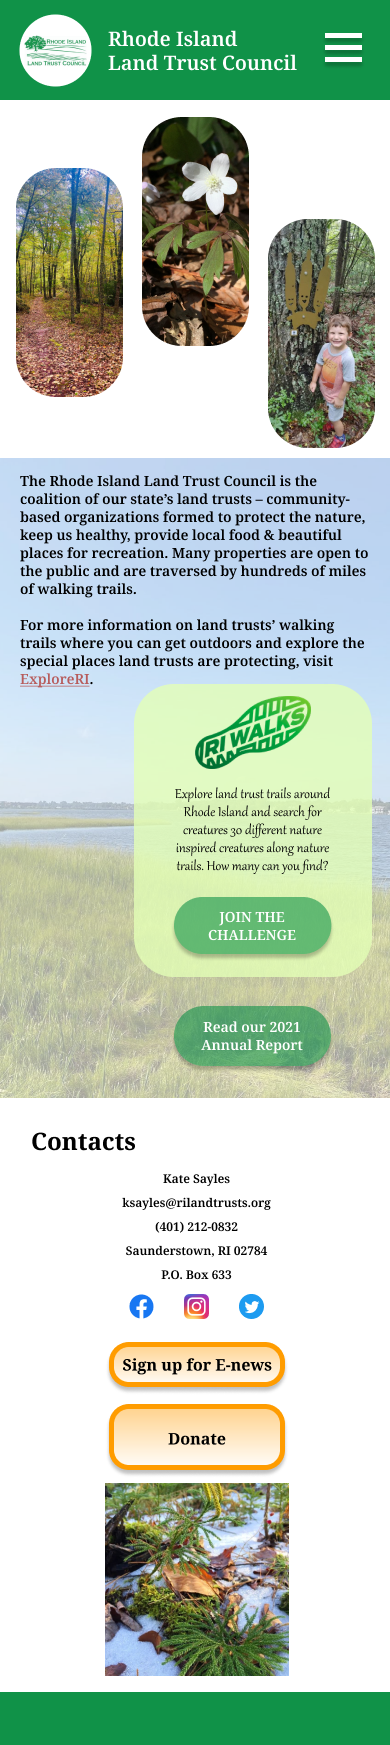 RHODE ISLAND
LAND TRUST COUNCIL
Rhode Island
Land Trust Council
The Rhode Island Land Trust Council is the
coalition of our state’s land trusts – community-
based organizations formed to protect the nature,
keep us healthy, provide local food & beautiful
places for recreation. Many properties are open to
the public and are traversed by hundreds of miles
of walking trails.
For more information on land trusts’ walking
trails where you can get outdoors and explore the
special places land trusts are protecting, visit
ExploreRI.
RI WALKS
Explore land trust trails around
Rhode Island and search for
creatures 30 different nature
inspired creatures along nature
trails. How many can you find?
JOIN THE
CHALLENGE
Read our 2021
Annual Report
Contacts
Kate Sayles
ksayles@rilandtrusts.org
(401) 212-0832
Saunderstown, RI 02784
P.O. Box 633
Sign up for E-news
Donate